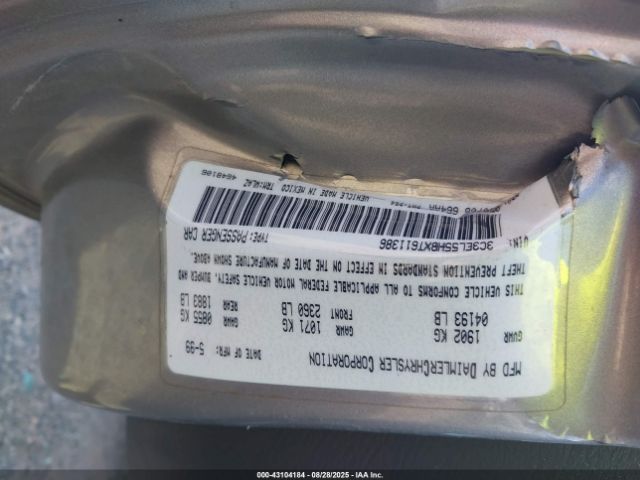 MFD BY DAIMLERCHRYSLER CORPORATION DATE OF MFR: 5-99
GVWR GAWR GAWR
1902 KG 1071 KG 0855 KG
FRONT REAR
04193 LB 2360 LB 1883 LB
THIS VEHICLE CONFORMS TO ALL APPLICABLE FEDERAL MOTOR VEHICLE SAFETY, BUMPER AND
THEFT PREVENTION STANDARDS IN EFFECT ON THE DATE OF MANUFACTURE SHOWN ABOVE.
VIN: 3C3EL55H6XT611386 TYPE: PASSENGER CAR
664AA
VEHICLE MADE IN MEXICO 4648106
000-43104184 | 08/28/2025 | IAA Inc.